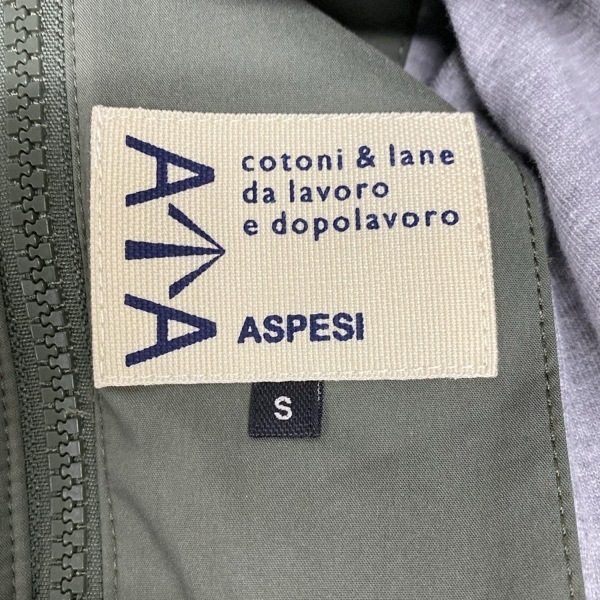 cotoni & lane
da lavoro
e dopolavoro
ASPESI
S